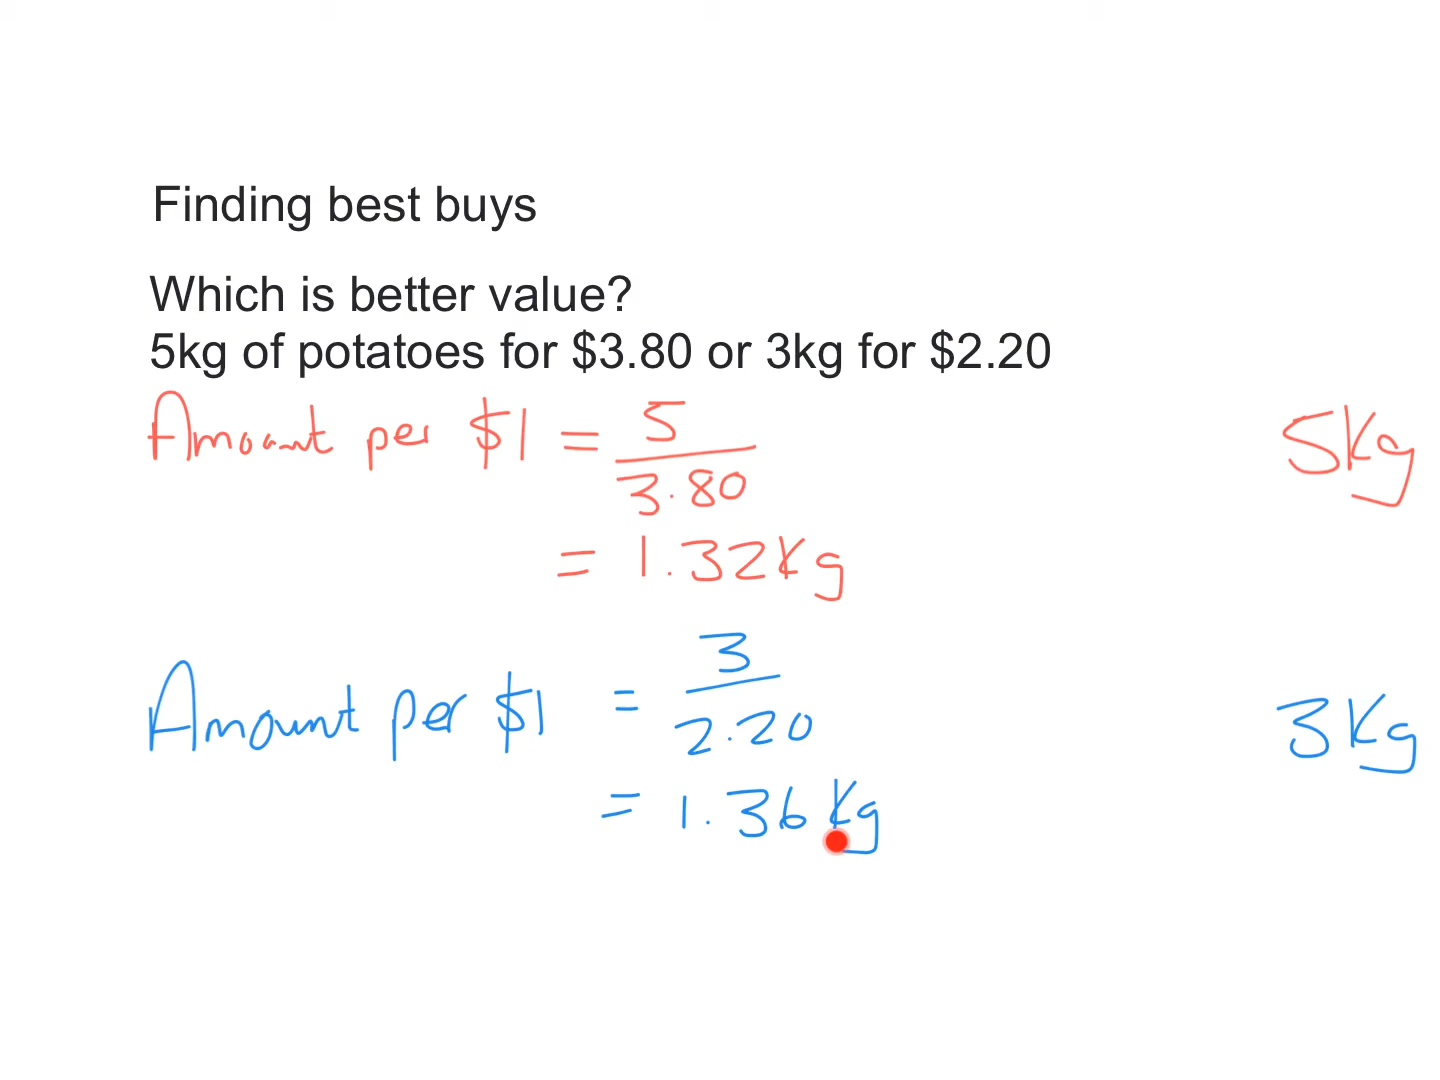 Finding best buys
Which is better value?
5kg of potatoes for $3.80 or 3kg for $2.20
Amount per $1 = 5/3.80
5kg
= 1.32kg
Amount per $1 = 3/2.20
3kg
= 1.36kg